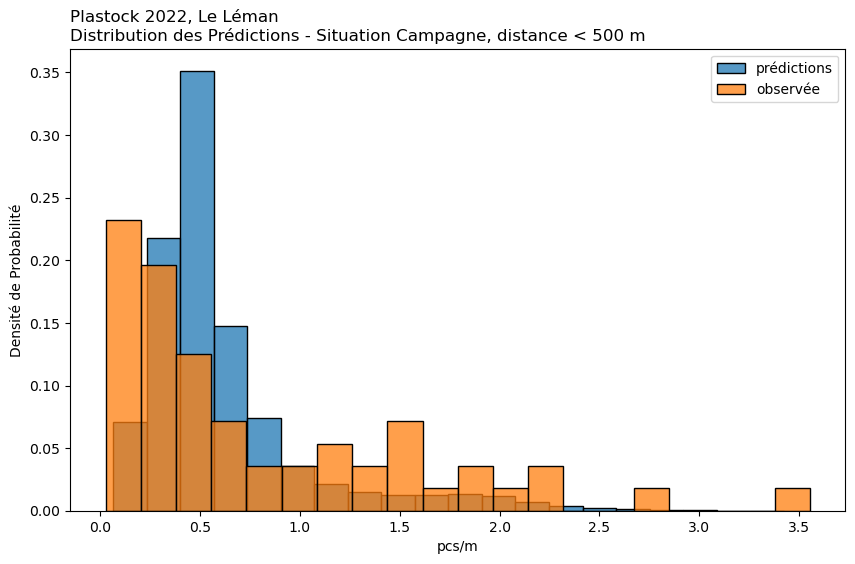 Plastock 2022, Le Léman
Distribution des Prédictions - Situation Campagne, distance < 500 m
prédictions
observée
Densité de Probabilité
0.35
0.30
0.25
0.20
0.15
0.10
0.05
0.00
0.0 0.5 1.0 1.5 2.0 2.5 3.0 3.5
pcs/m